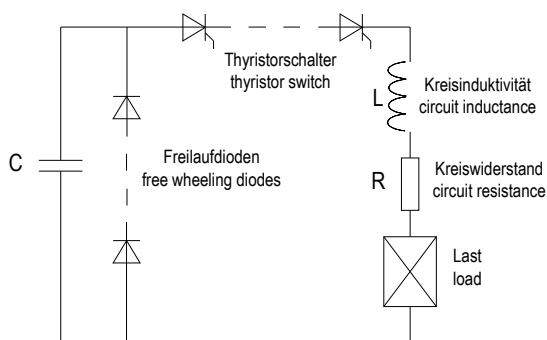 Thyristorschalter
thyristor switch
L
Kreisinduktivität
circuit inductance
C
Freilaufdioden
free wheeling diodes
R
Kreiswiderstand
circuit resistance
Last
load